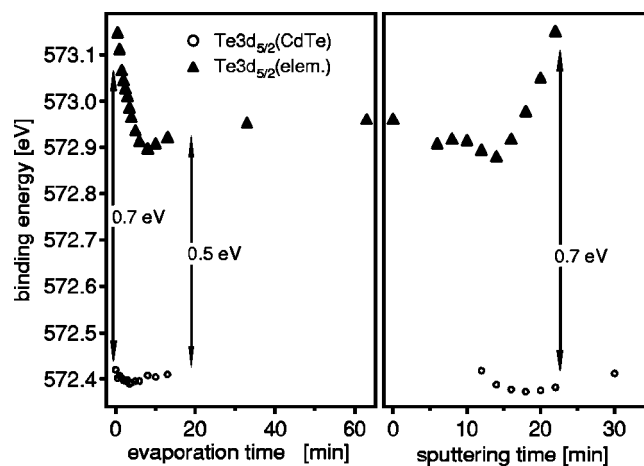 573.1
573.0
572.9
572.8
572.7
572.6
572.5
572.4
binding energy [eV]
Te3d5/2(CdTe)
Te3d5/2(elem.)
0.7 eV
0.5 eV
0.7 eV
0 20 40 60
0 10 20 30
evaporation time [min]
sputtering time [min]